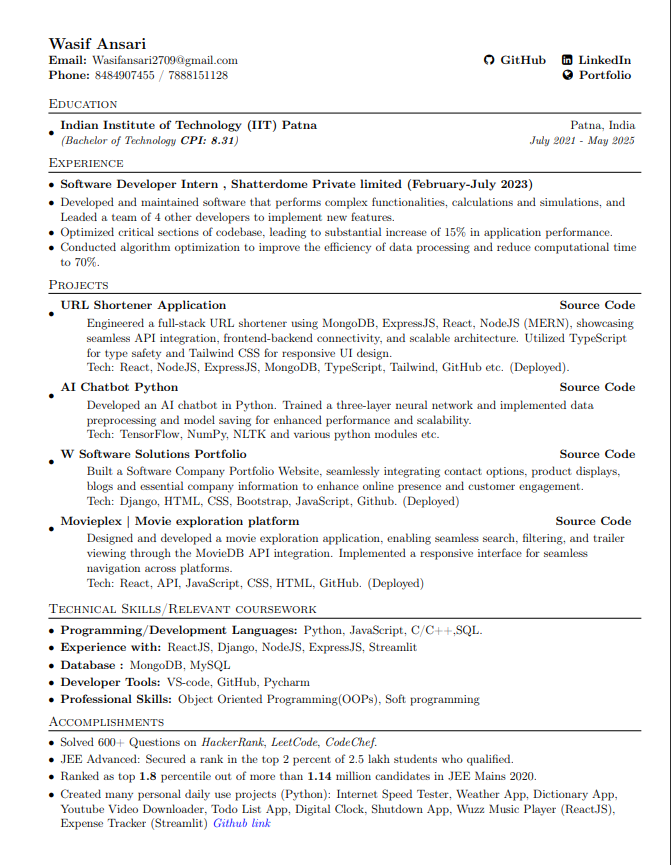 Wasif Ansari
Email: Wasifansari2709@gmail.com GitHub LinkedIn
Phone: 8484907455 / 7888151128 Portfolio
Education
• Indian Institute of Technology (IIT) Patna Patna, India
(Bachelor of Technology CPI: 8.31) July 2021 - May 2025
Experience
• Software Developer Intern , Shatterdome Private limited (February-July 2023)
• Developed and maintained software that performs complex functionalities, calculations and simulations, and
Leaded a team of 4 other developers to implement new features.
• Optimized critical sections of codebase, leading to substantial increase of 15% in application performance.
• Conducted algorithm optimization to improve the efficiency of data processing and reduce computational time
to 70%.
Projects
• URL Shortener Application Source Code
Engineered a full-stack URL shortener using MongoDB, ExpressJS, React, NodeJS (MERN), showcasing
seamless API integration, frontend-backend connectivity, and scalable architecture. Utilized TypeScript
for type safety and Tailwind CSS for responsive UI design.
Tech: React, NodeJS, ExpressJS, MongoDB, TypeScript, Tailwind, GitHub etc. (Deployed).
• AI Chatbot Python Source Code
Developed an AI chatbot in Python. Trained a three-layer neural network and implemented data
preprocessing and model saving for enhanced performance and scalability.
Tech: TensorFlow, NumPy, NLTK and various python modules etc.
• W Software Solutions Portfolio Source Code
Built a Software Company Portfolio Website, seamlessly integrating contact options, product displays,
blogs and essential company information to enhance online presence and customer engagement.
Tech: Django, HTML, CSS, Bootstrap, JavaScript, Github. (Deployed)
• Movieplex | Movie exploration platform Source Code
Designed and developed a movie exploration application, enabling seamless search, filtering, and trailer
viewing through the MovieDB API integration. Implemented a responsive interface for seamless
navigation across platforms.
Tech: React, API, JavaScript, CSS, HTML, GitHub. (Deployed)
Technical Skills/Relevant coursework
• Programming/Development Languages: Python, JavaScript, C/C++,SQL.
• Experience with: ReactJS, Django, NodeJS, ExpressJS, Streamlit
• Database : MongoDB, MySQL
• Developer Tools: VS-code, GitHub, Pycharm
• Professional Skills: Object Oriented Programming(OOPs), Soft programming
Accomplishments
• Solved 600+ Questions on HackerRank, LeetCode, CodeChef.
• JEE Advanced: Secured a rank in the top 2 percent of 2.5 lakh students who qualified.
• Ranked as top 1.8 percentile out of more than 1.14 million candidates in JEE Mains 2020.
• Created many personal daily use projects (Python): Internet Speed Tester, Weather App, Dictionary App,
Youtube Video Downloader, Todo List App, Digital Clock, Shutdown App, Wuzz Music Player (ReactJS),
Expense Tracker (Streamlit) Github link